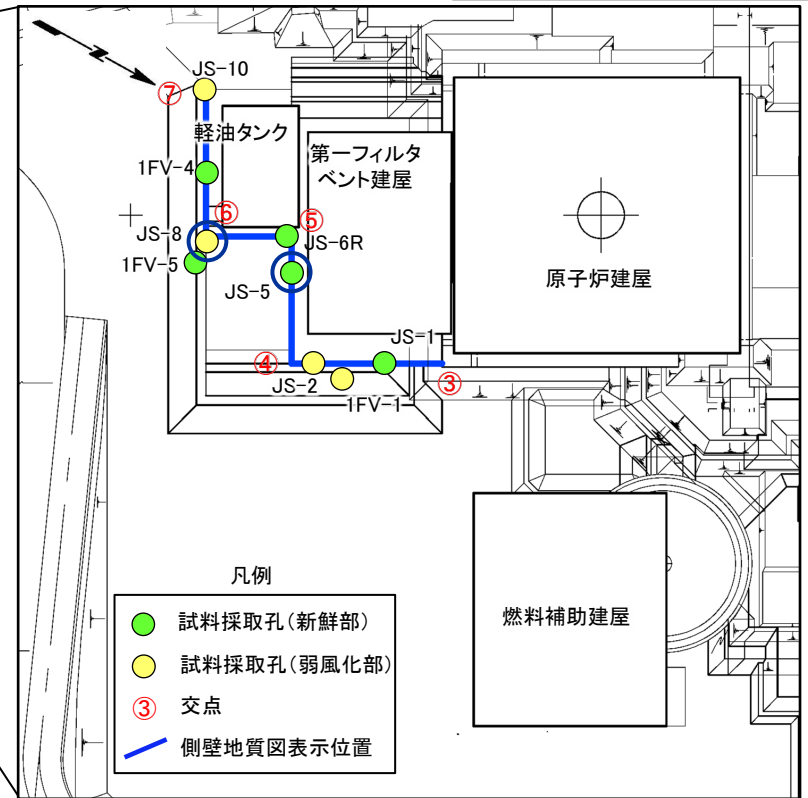 N
⑦
JS-10
軽油タンク
1FV-4
第一フィルタ
ベント建屋
⑥
⑤
JS-8
JS-6R
1FV-5
JS-5
原子炉建屋
JS-1
④
JS-2
③
1FV-1
凡例
試料採取孔(新鮮部)
試料採取孔(弱風化部)
③ 交点
側壁地質図表示位置
燃料補助建屋